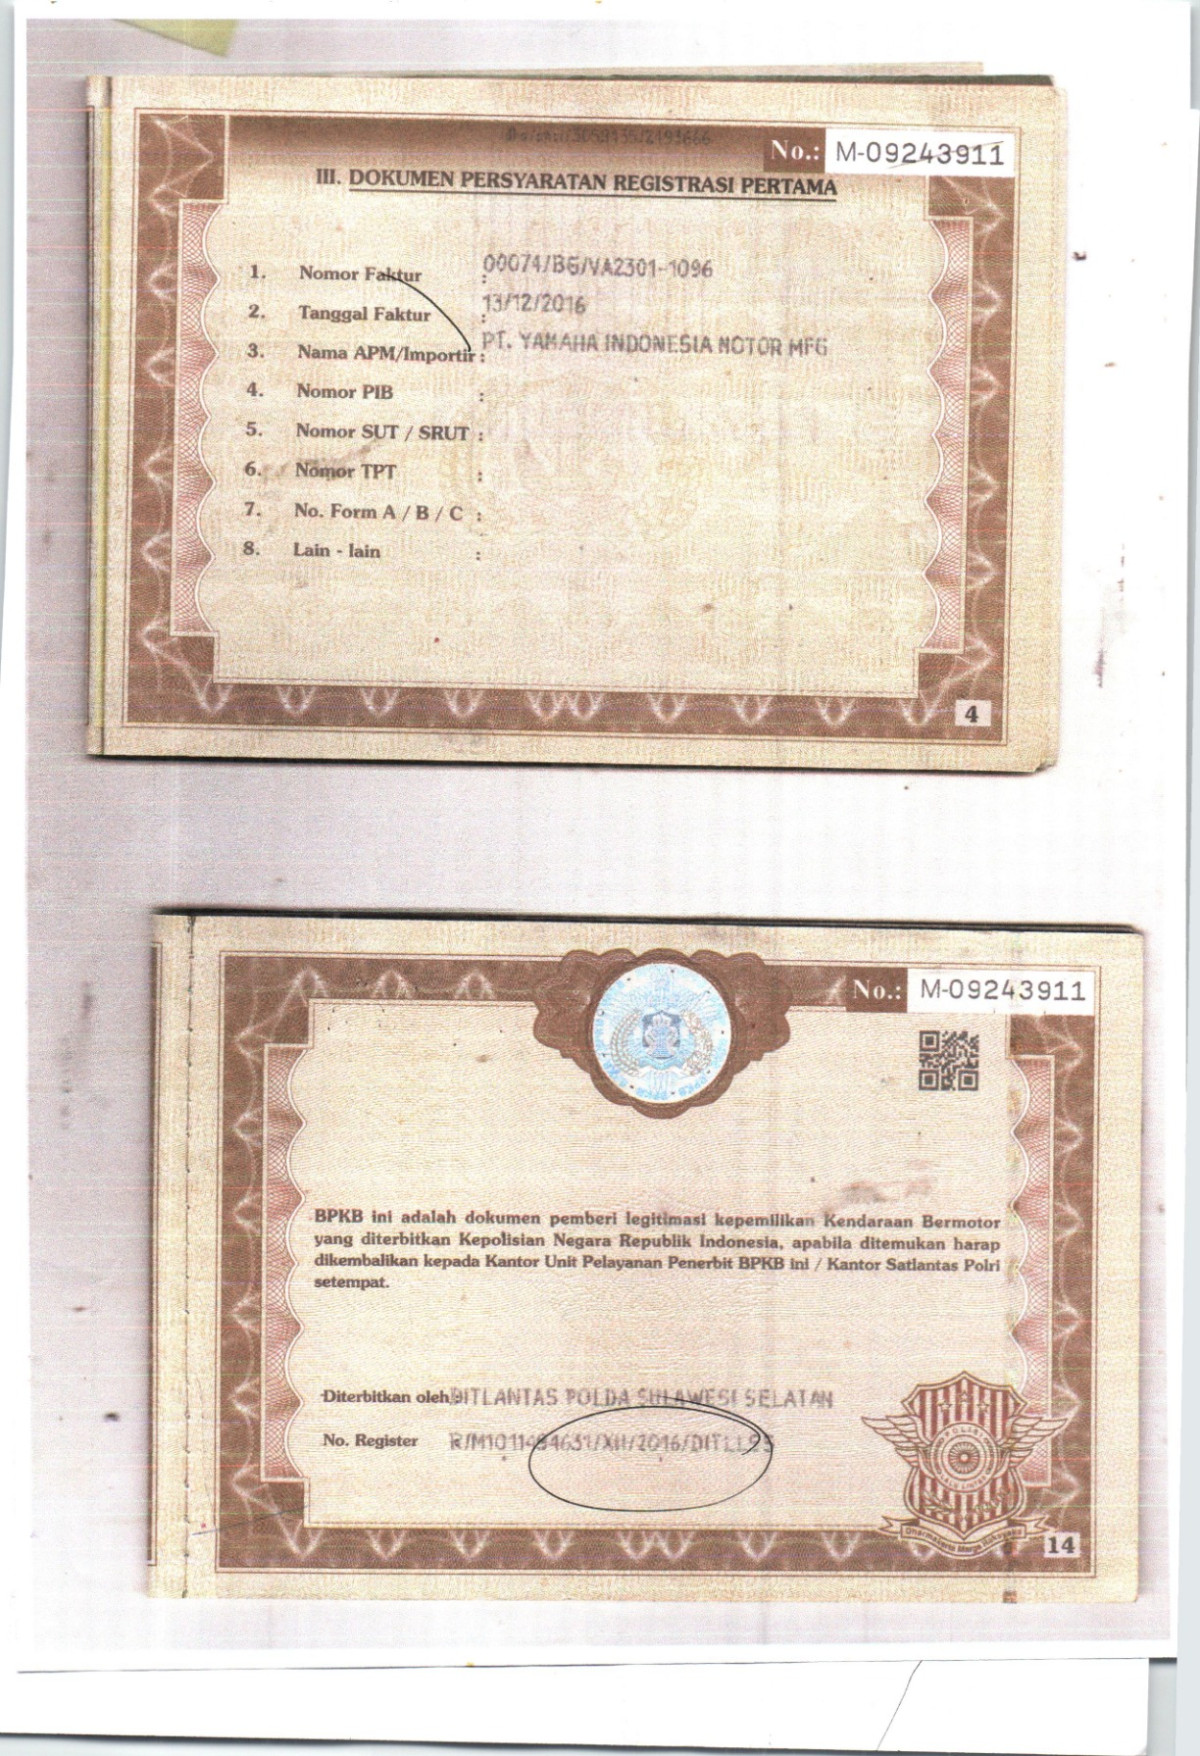 No.: M-09243911
III. DOKUMEN PERSYARATAN REGISTRASI PERTAMA
1. Nomor Faktur : 00074/BG/VA2301-1096
2. Tanggal Faktur : 13/12/2016
3. Nama APM/Importir : PT. YAMAHA INDONESIA MOTOR MFG
4. Nomor PIB :
5. Nomor SUT / SRUT :
6. Nomor TPT :
7. No. Form A / B / C :
8. Lain - lain :
4
No.: M-09243911
BPKB ini adalah dokumen pemberi legitimasi kepemilikan Kendaraan Bermotor
yang diterbitkan Kepolisian Negara Republik Indonesia, apabila ditemukan harap
dikembalikan kepada Kantor Unit Pelayanan Penerbit BPKB ini / Kantor Satlantas Polri
setempat.
Diterbitkan oleh : DITLANTAS POLDA SULAWESI SELATAN
No. Register
14